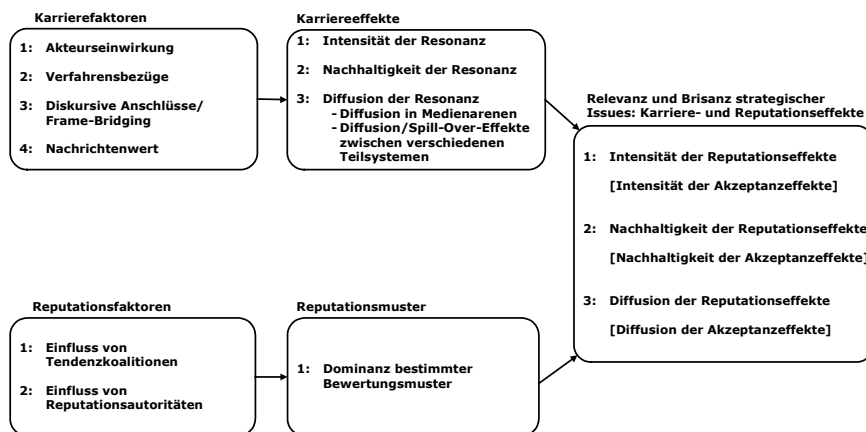 Karrierefaktoren
1: Akteurseinwirkung
2: Verfahrensbezüge
3: Diskursive Anschlüsse/
Frame-Bridging
4: Nachrichtenwert
Karriereeffekte
1: Intensität der Resonanz
2: Nachhaltigkeit der Resonanz
3: Diffusion der Resonanz
- Diffusion in Medienarenen
- Diffusion/Spill-Over-Effekte
zwischen verschiedenen
Teilsystemen
Relevanz und Brisanz strategischer
Issues: Karriere- und Reputationseffekte
1: Intensität der Reputationseffekte
[Intensität der Akzeptanzeffekte]
2: Nachhaltigkeit der Reputationseffekte
[Nachhaltigkeit der Akzeptanzeffekte]
3: Diffusion der Reputationseffekte
[Diffusion der Akzeptanzeffekte]
Reputationsfaktoren
1: Einfluss von
Tendenzkoalitionen
2: Einfluss von
Reputationsautoritäten
Reputationsmuster
1: Dominanz bestimmter
Bewertungsmuster